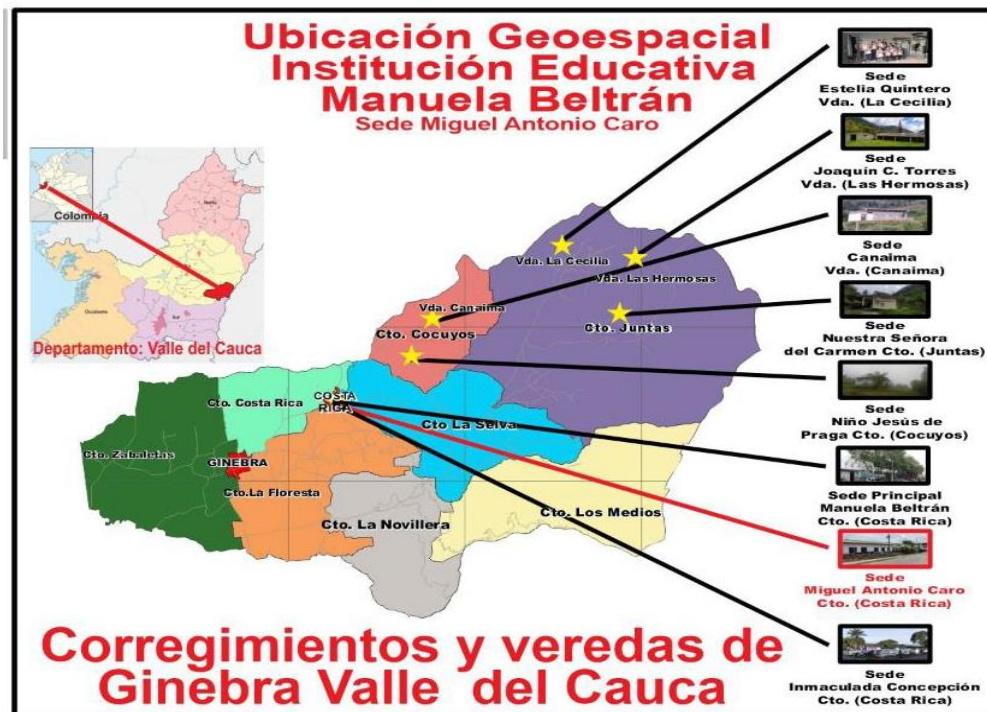 Ubicación Geoespacial
Institución Educativa
Manuela Beltrán
Sede Miguel Antonio Caro
Colombia
Norte
Occidente
Sur
Departamento: Valle del Cauca
Vda. La Cecilia
Vda. Las Hermosas
Vda. Canaima
Cto. Cocuyos
Cto. Juntas
Cto. Costa Rica
COSTA
RICA
Cto La Selva
Cto. Zabaletas
GINEBRA
Cto.La Floresta
Cto. La Novillera
Cto. Los Medios
Sede
Estelia Quintero
Vda. (La Cecilia)
Sede
Joaquín C. Torres
Vda. (Las Hermosas)
Sede
Canaima
Vda. (Canaima)
Sede
Nuestra Señora
del Carmen Cto. (Juntas)
Sede
Niño Jesús de
Praga Cto. (Cocuyos)
Sede Principal
Manuela Beltrán
Cto. (Costa Rica)
Sede
Miguel Antonio Caro
Cto. (Costa Rica)
Sede
Inmaculada Concepción
Cto. (Costa Rica)
Corregimientos y veredas de
Ginebra Valle del Cauca